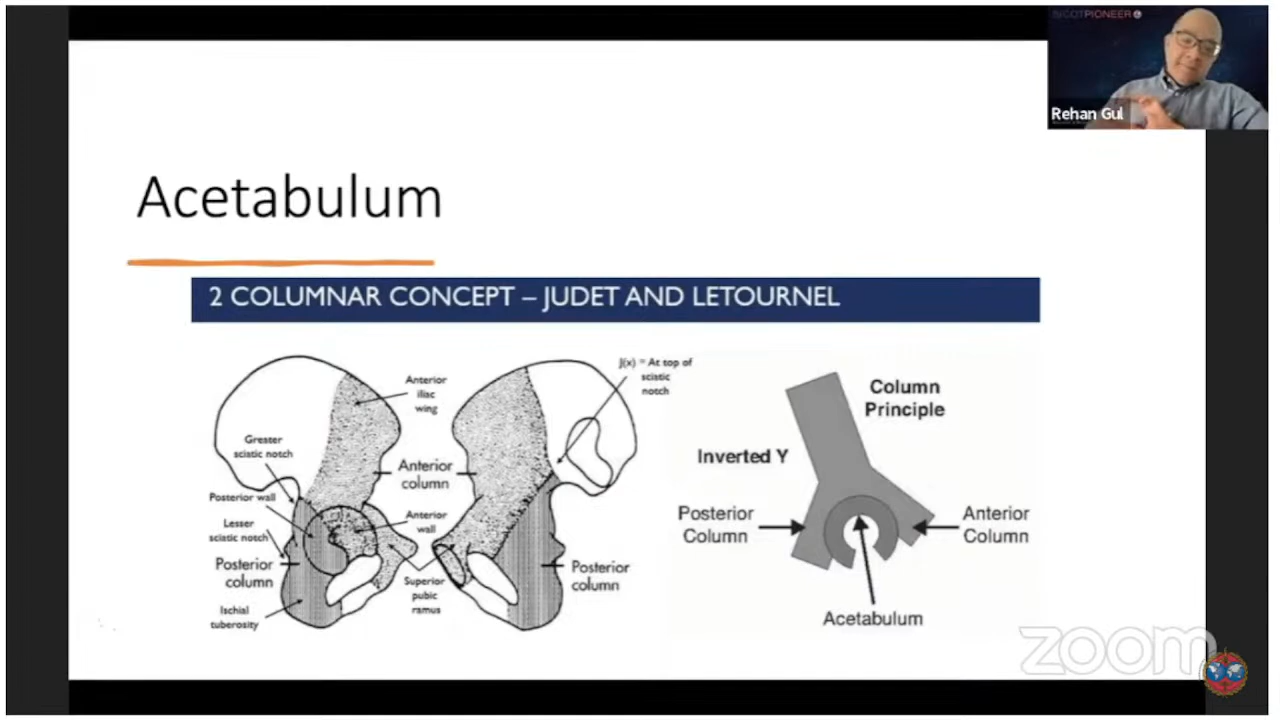 SICOTPIONEER
Rehan Gul
Acetabulum
2 COLUMNAR CONCEPT – JUDET AND LETOURNEL
Anterior
iliac
wing
Greater
sciatic notch
Posterior wall
Lesser
sciatic notch
Posterior
column
Ischial
tuberosity
Anterior
column
Anterior
wall
Superior
pubic
ramus
J(x) = At top of
sciatic
notch
Posterior
column
Column
Principle
Inverted Y
Posterior
Column
Anterior
Column
Acetabulum
zoom